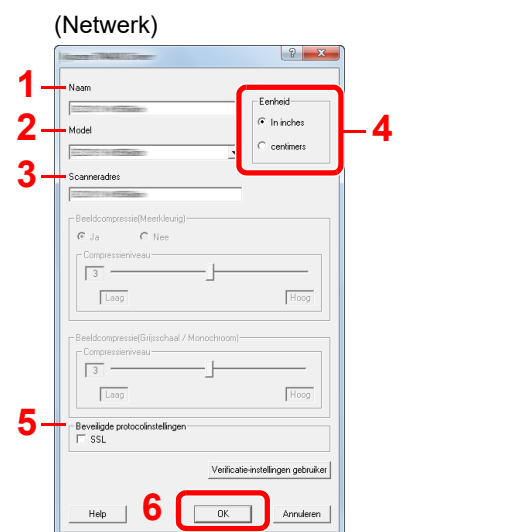 (Netwerk)
? X
1 Naam
Eenheid
In inches
4
2 Model
centimers
3 Scanneradres
Beeldcompressie(Meerkleurig)
Ja Nee
Compressieniveau
3
Laag Hoog
Beeldcompressie(Grijsschaal / Monochroom)
Compressieniveau
3
Laag Hoog
5 Beveiligde protocolinstellingen
SSL
Verificatie-instellingen gebruiker
Help 6 OK Annuleren